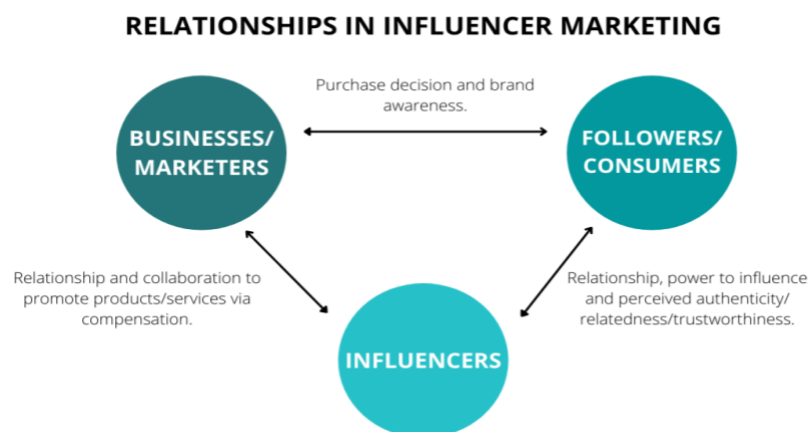 RELATIONSHIPS IN INFLUENCER MARKETING
Purchase decision and brand
awareness.
BUSINESSES/
MARKETERS
FOLLOWERS/
CONSUMERS
Relationship and collaboration to
promote products/services via
compensation.
Relationship, power to influence
and perceived authenticity/
relatedness/trustworthiness.
INFLUENCERS